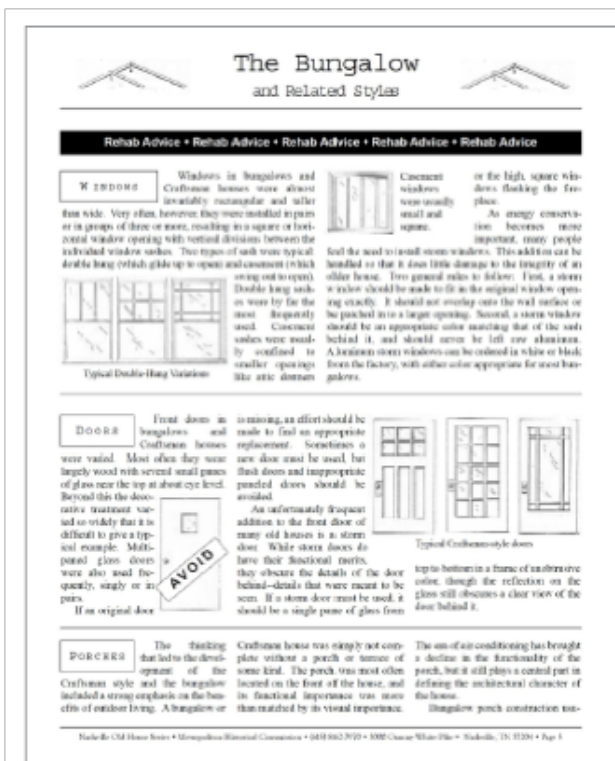 The Bungalow
and Related Styles
Rehab Advice • Rehab Advice • Rehab Advice • Rehab Advice • Rehab Advice
WINDOWS
Windows in bungalows and
Craftsman houses were almost
invariably rectangular and taller
than wide. Very often, however, they were installed in pairs
or in groups of three or more, resulting in a square or hori-
zontal window opening with vertical divisions between the
individual window sashes. Two types of sash were typical:
double hung (which glide up to open) and casement (which
swing out to open).
Double hung sash-
es were by far the
most frequently
used. Casement
sashes were usual-
ly confined to
smaller openings
like attic dormers
Typical Double-Hung Variations
Casement
windows
were usually
small and
square.
or the high, square win-
dows flanking the fire-
place.
As energy conserva-
tion becomes more
important, many people
feel the need to install storm windows. This addition can be
handled so that it does little damage to the integrity of an
older house. Two general rules to follow: First, a storm
window should be made to fit in the original window open-
ing exactly. It should not overlap onto the wall surface or
be patched in to a larger opening. Second, a storm window
should be an appropriate color matching that of the sash
behind it, and should never be left raw aluminum.
Aluminum storm windows can be ordered in white or black
from the factory, with either color appropriate for most bun-
galows.
DOORS
Front doors in
bungalows and
Craftsman houses
were varied. Most often they were
largely wood with several small panes
of glass near the top at about eye level.
Beyond this the deco-
rative treatment var-
ied so widely that it is
difficult to give a typ-
ical example. Multi-
paned glass doors
were also used fre-
quently, singly or in
pairs.
If an original door
AVOID
is missing, an effort should be
made to find an appropriate
replacement. Sometimes a
new door must be used, but
flush doors and inappropriate
paneled doors should be
avoided.
An unfortunately frequent
addition to the front door of
many old houses is a storm
door. While storm doors do
have their functional merits,
they obscure the details of the door
behind--details that were meant to be
seen. If a storm door must be used, it
should be a single pane of glass from
Typical Craftsman-style doors
top-to-bottom in a frame of unobtrusive
color, though the reflection on the
glass still obscures a clear view of the
door behind it.
PORCHES
The thinking
that led to the devel-
opment of the
Craftsman style and the bungalow
included a strong emphasis on the ben-
efits of outdoor living. A bungalow or
Craftsman house was simply not com-
plete without a porch or terrace of
some kind. The porch was most often
located on the front off the house, and
its functional importance was more
than matched by its visual importance.
The use of air conditioning has brought
a decline in the functionality of the
porch, but it still plays a central part in
defining the architectural character of
the house.
Bungalow porch construction usu-
Nashville Old House Series • Metropolitan Historical Commission • (615) 862-7970 • 3000 Granny White Pike • Nashville, TN 37204 • Page 5